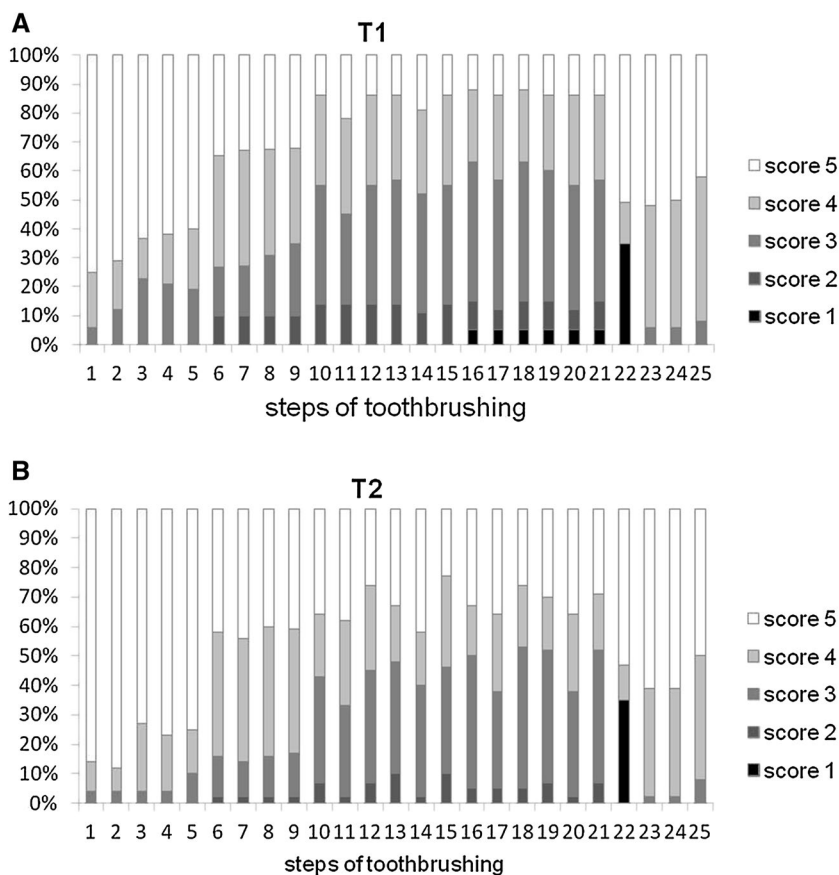 A
T1
100%
90%
80%
70%
60%
50%
40%
30%
20%
10%
0%
1 2 3 4 5 6 7 8 9 10 11 12 13 14 15 16 17 18 19 20 21 22 23 24 25
steps of toothbrushing
score 5
score 4
score 3
score 2
score 1
B
T2
100%
90%
80%
70%
60%
50%
40%
30%
20%
10%
0%
1 2 3 4 5 6 7 8 9 10 11 12 13 14 15 16 17 18 19 20 21 22 23 24 25
steps of toothbrushing
score 5
score 4
score 3
score 2
score 1